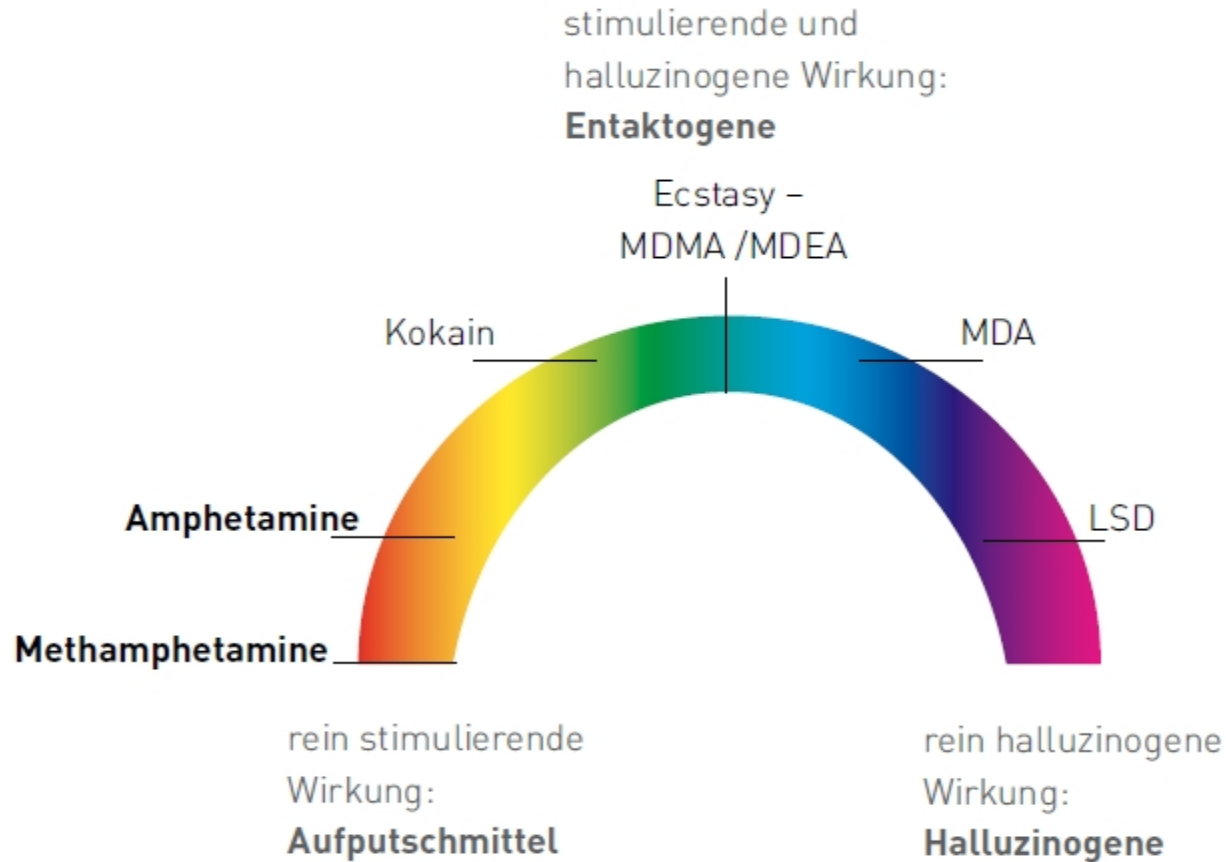 stimulierende und
halluzinogene Wirkung:
Entaktogene
Ecstasy –
MDMA /MDEA
Kokain
MDA
Amphetamine
LSD
Methamphetamine
rein stimulierende
Wirkung:
Aufputschmittel
rein halluzinogene
Wirkung:
Halluzinogene